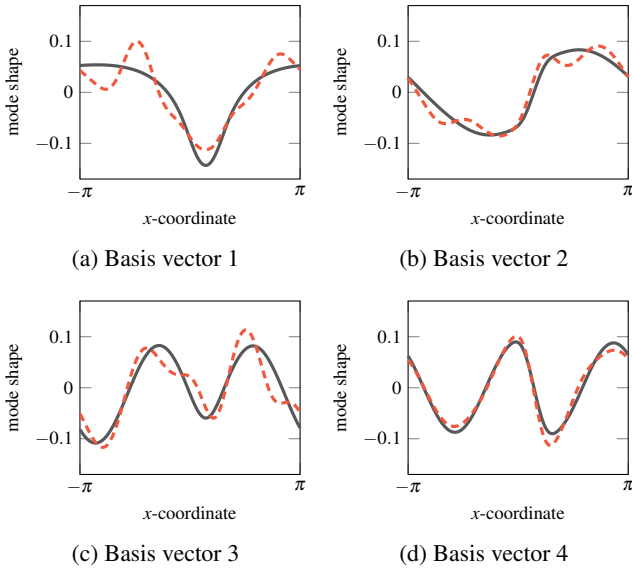 0.1
0
−0.1
mode shape
−π
π
x-coordinate
(a) Basis vector 1
0.1
0
−0.1
mode shape
−π
π
x-coordinate
(b) Basis vector 2
0.1
0
−0.1
mode shape
−π
π
x-coordinate
(c) Basis vector 3
0.1
0
−0.1
mode shape
−π
π
x-coordinate
(d) Basis vector 4